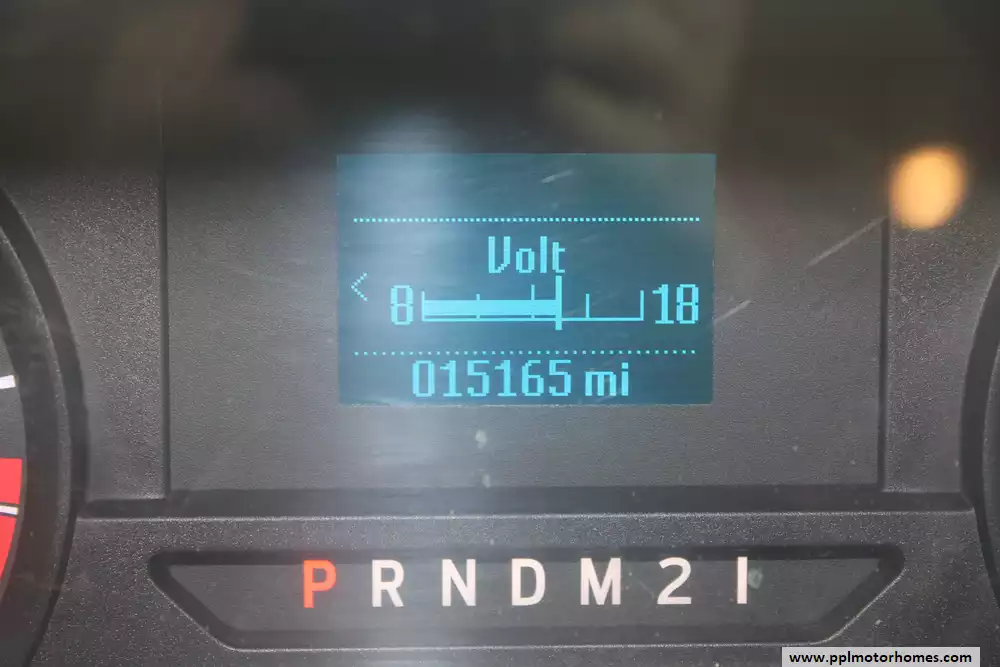 Volt
< 8 18
015165 mi
P R N D M 2 1
www.pplmotorhomes.com